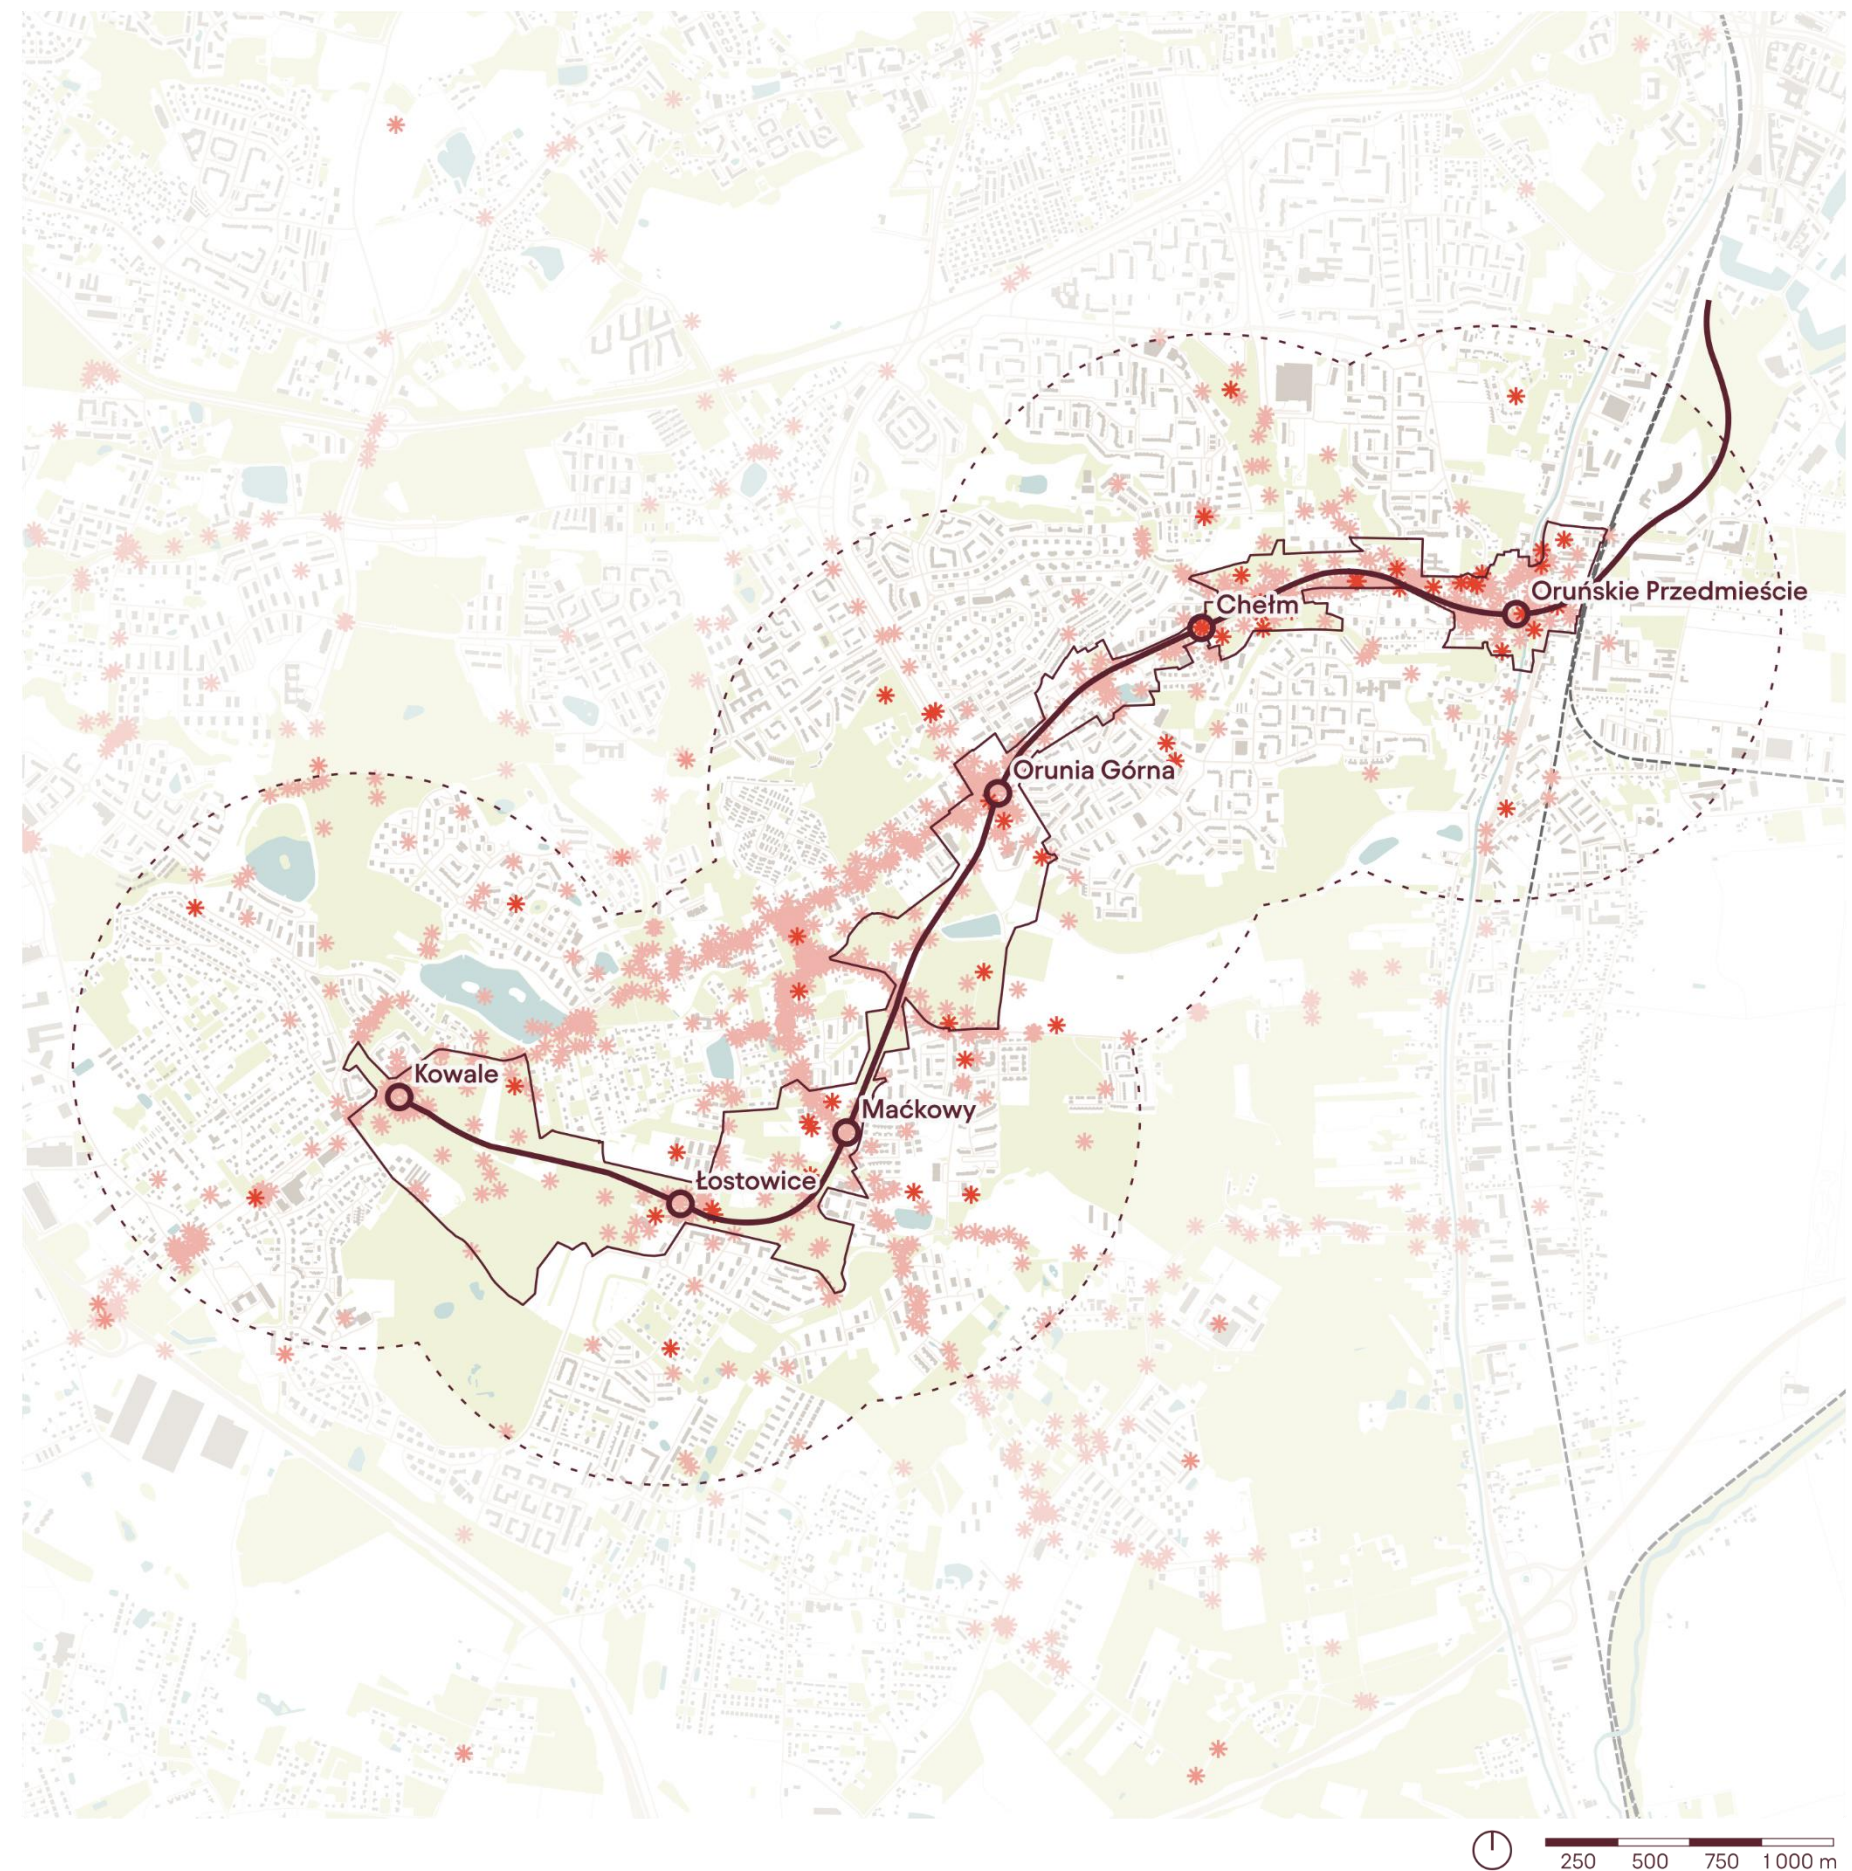 Oruńskie Przedmieście
Chełm
Orunia Górna
Kowale
Maćkowy
Łostowice
250 500 750 1 000 m